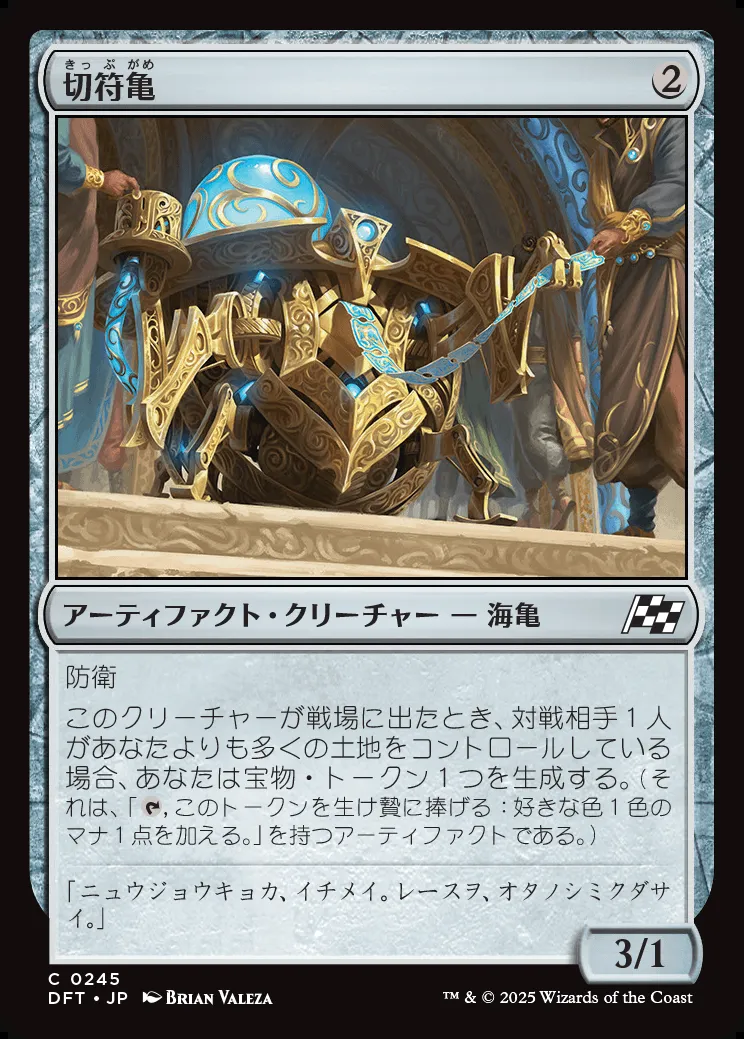 きっぷがめ
切符亀
2
アーティファクト・クリーチャー — 海亀
防衛
このクリーチャーが戦場に出たとき、対戦相手１人
があなたよりも多くの土地をコントロールしている
場合、あなたは宝物・トークン１つを生成する。（そ
れは、「, このトークンを生け贄に捧げる：好きな色１色の
マナ１点を加える。」を持つアーティファクトである。）
「ニュウジョウキョカ、イチメイ。レースヲ、オタノシミクダサ
イ。」
3/1
C 0245
DFT • JP BRIAN VALEZA
™ & © 2025 Wizards of the Coast